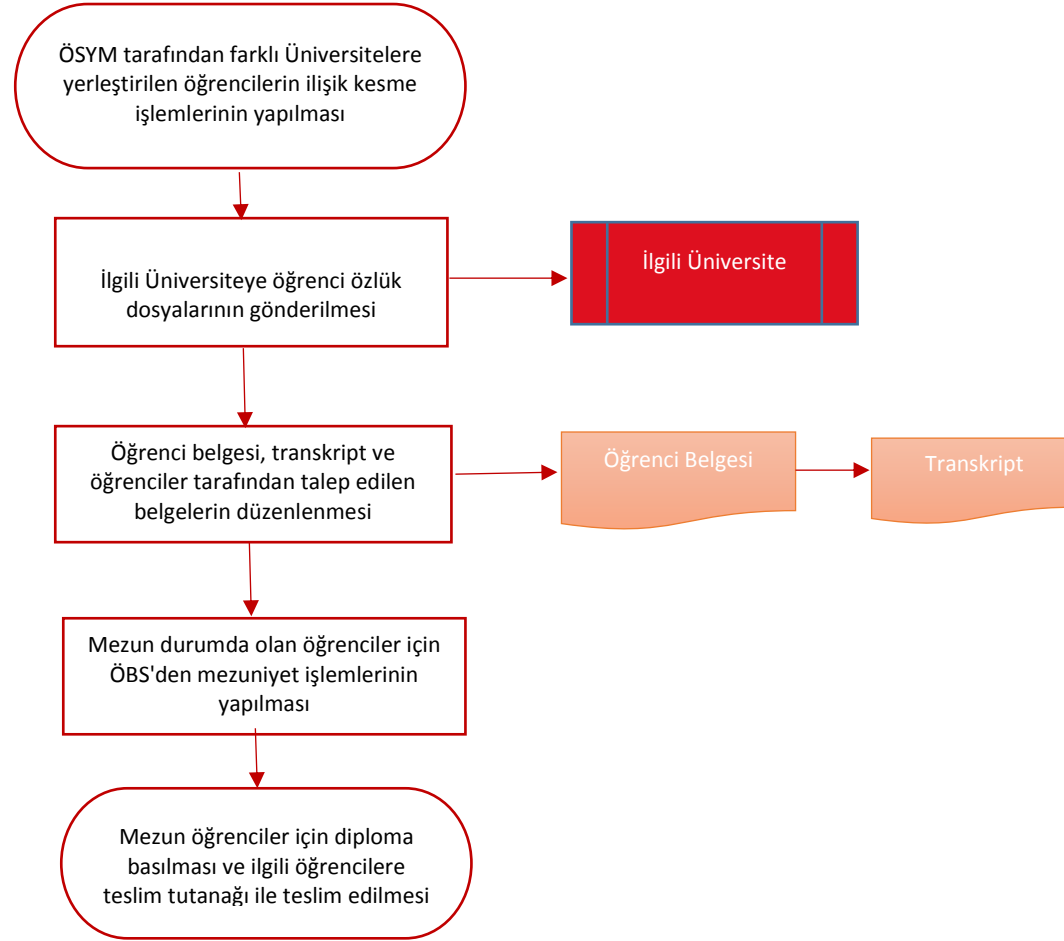 ÖSYM tarafından farklı Üniversitelere
yerleştirilen öğrencilerin ilişik kesme
işlemlerinin yapılması
İlgili Üniversiteye öğrenci özlük
dosyalarının gönderilmesi
İlgili Üniversite
Öğrenci belgesi, transkript ve
öğrenciler tarafından talep edilen
belgelerin düzenlenmesi
Öğrenci Belgesi
Transkript
Mezun durumda olan öğrenciler için
ÖBS'den mezuniyet işlemlerinin
yapılması
Mezun öğrenciler için diploma
basılması ve ilgili öğrencilere
teslim tutanağı ile teslim edilmesi